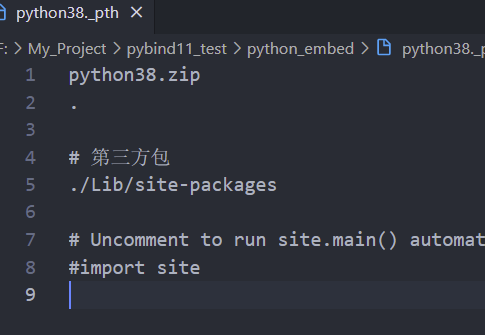 python38._pth
F: > My_Project > pybind11_test > python_embed > python38._p
1 python38.zip
2 .
3
4 # 第三方包
5 ./Lib/site-packages
6
7 # Uncomment to run site.main() automat
8 #import site
9